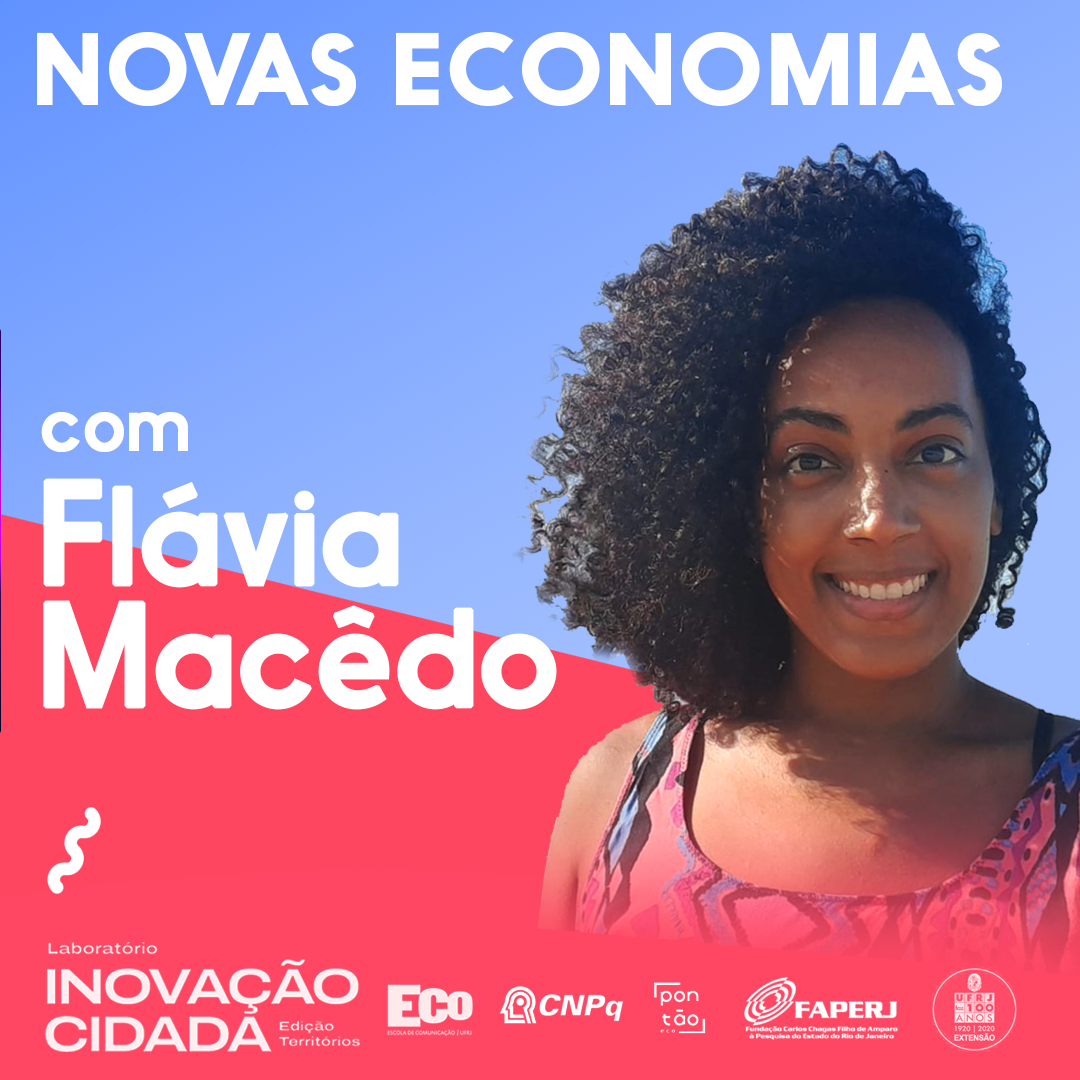 NOVAS ECONOMIAS
com
Flávia
Macêdo
Laboratório
INOVAÇÃO
CIDADÃ
Edição
Territórios
Eco
ESCOLA DE COMUNICAÇÃO | UFRJ
CNPq
pon
tão
eco
FAPERJ
Fundação Carlos Chagas Filho de Amparo
à Pesquisa do Estado do Rio de Janeiro
UFRJ
100
ANOS
1920 | 2020
EXTENSÃO